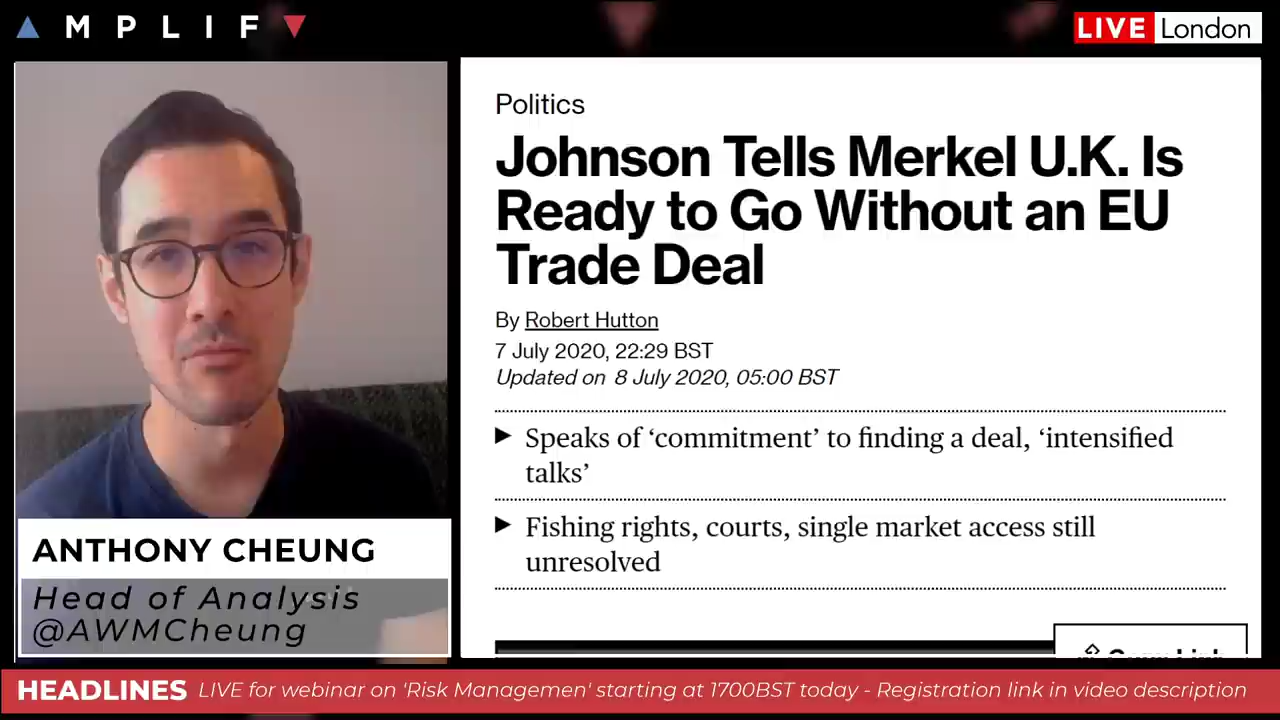 ▲ M P L I F ▼
LIVE London
Politics
Johnson Tells Merkel U.K. Is
Ready to Go Without an EU
Trade Deal
By Robert Hutton
7 July 2020, 22:29 BST
Updated on 8 July 2020, 05:00 BST
Speaks of ‘commitment’ to finding a deal, ‘intensified
talks’
Fishing rights, courts, single market access still
unresolved
Copy Link
ANTHONY CHEUNG
Head of Analysis
@AWMCheung
HEADLINES LIVE for webinar on 'Risk Managemen' starting at 1700BST today - Registration link in video description